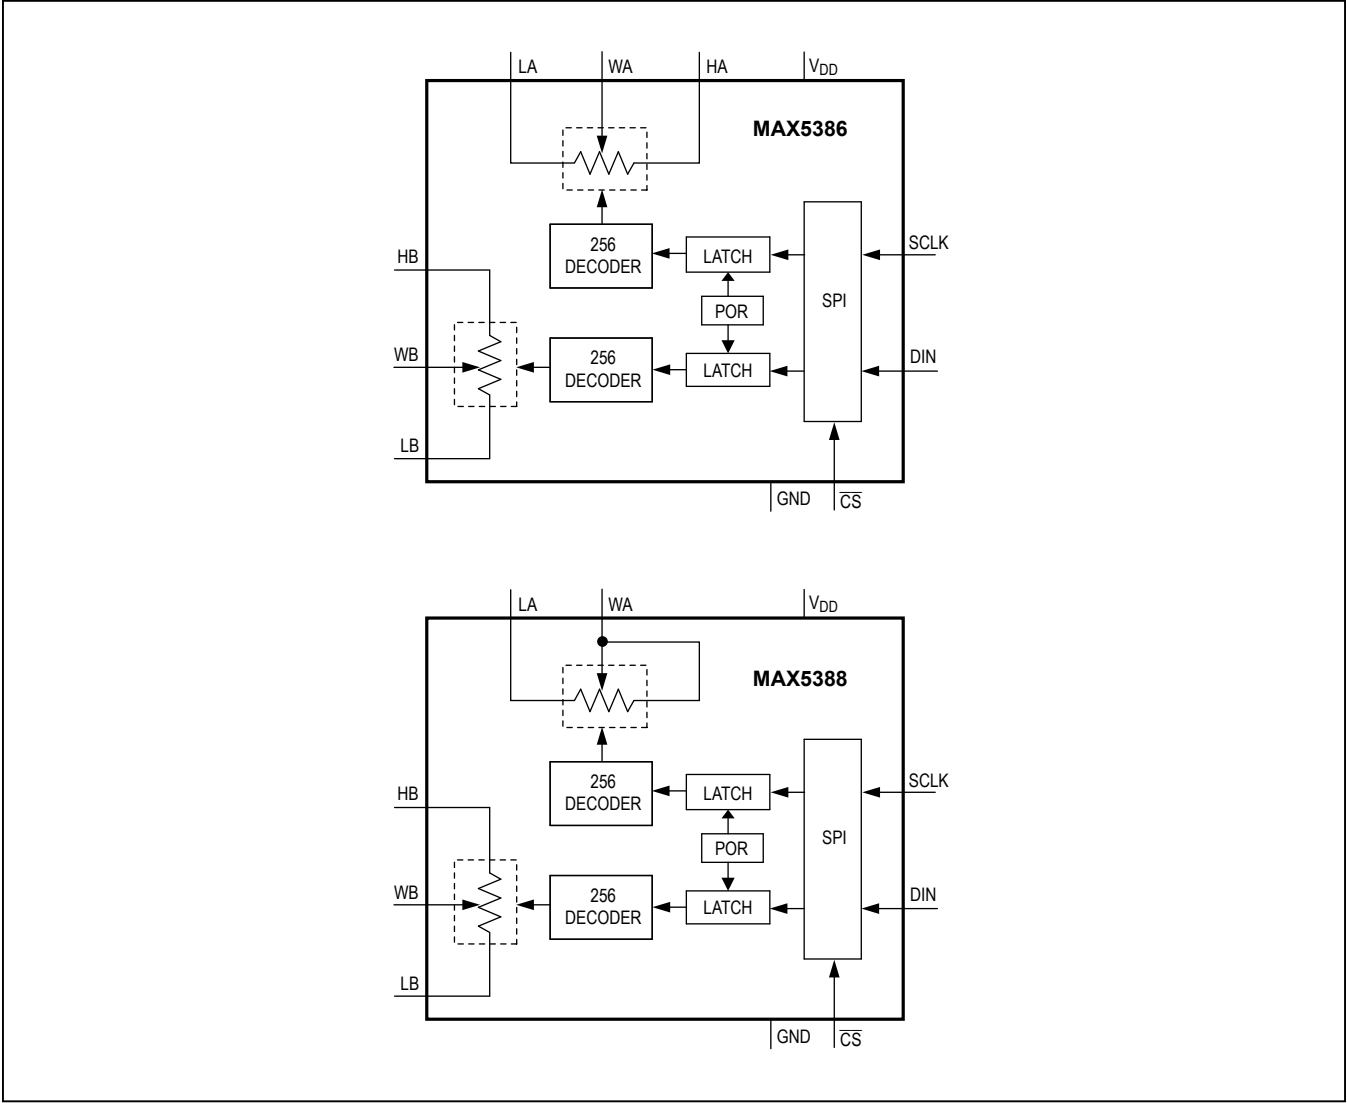 LA WA HA VDD
MAX5386
256
DECODER
LATCH
SCLK
HB
POR
SPI
WB
256
DECODER
LATCH
DIN
LB
GND CS
LA WA VDD
MAX5388
256
DECODER
LATCH
SCLK
HB
POR
SPI
WB
256
DECODER
LATCH
DIN
LB
GND CS